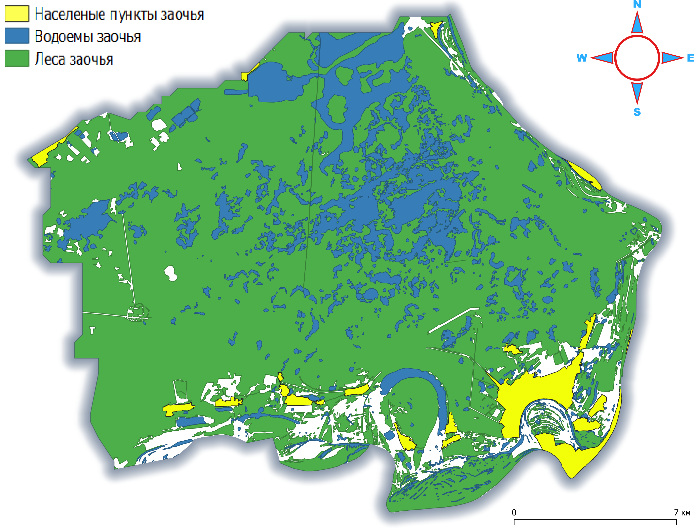 Населеные пункты заочья
Водоемы заочья
Леса заочья
N
W
E
S
0
7 км